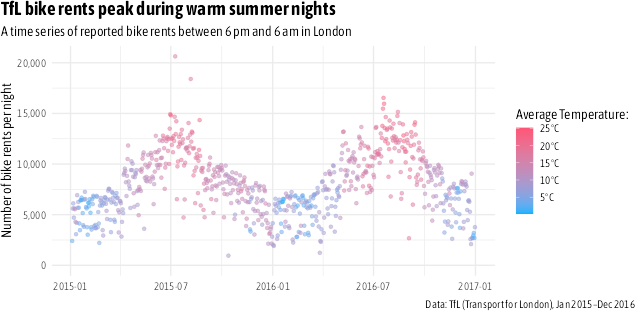 TfL bike rents peak during warm summer nights
A time series of reported bike rents between 6 pm and 6 am in London
Number of bike rents per night
20,000
15,000
10,000
5,000
0
2015-01 2015-07 2016-01 2016-07 2017-01
Average Temperature:
25°C
20°C
15°C
10°C
5°C
Data: TfL (Transport for London), Jan 2015–Dec 2016